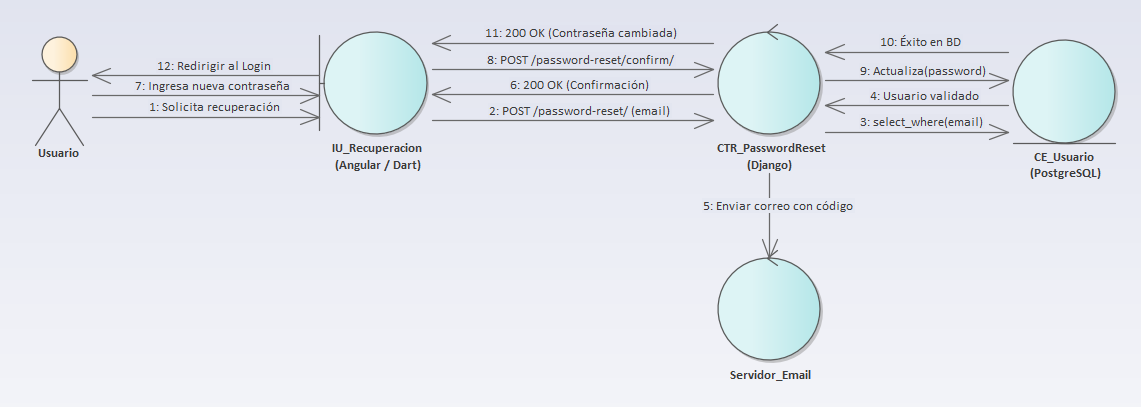 11: 200 OK (Contraseña cambiada)
10: Éxito en BD
12: Redirigir al Login
8: POST /password-reset/confirm/
9: Actualiza(password)
7: Ingresa nueva contraseña
6: 200 OK (Confirmación)
4: Usuario validado
1: Solicita recuperación
2: POST /password-reset/ (email)
3: select_where(email)
Usuario
IU_Recuperacion
(Angular / Dart)
CTR_PasswordReset
(Django)
CE_Usuario
(PostgreSQL)
5: Enviar correo con código
Servidor_Email